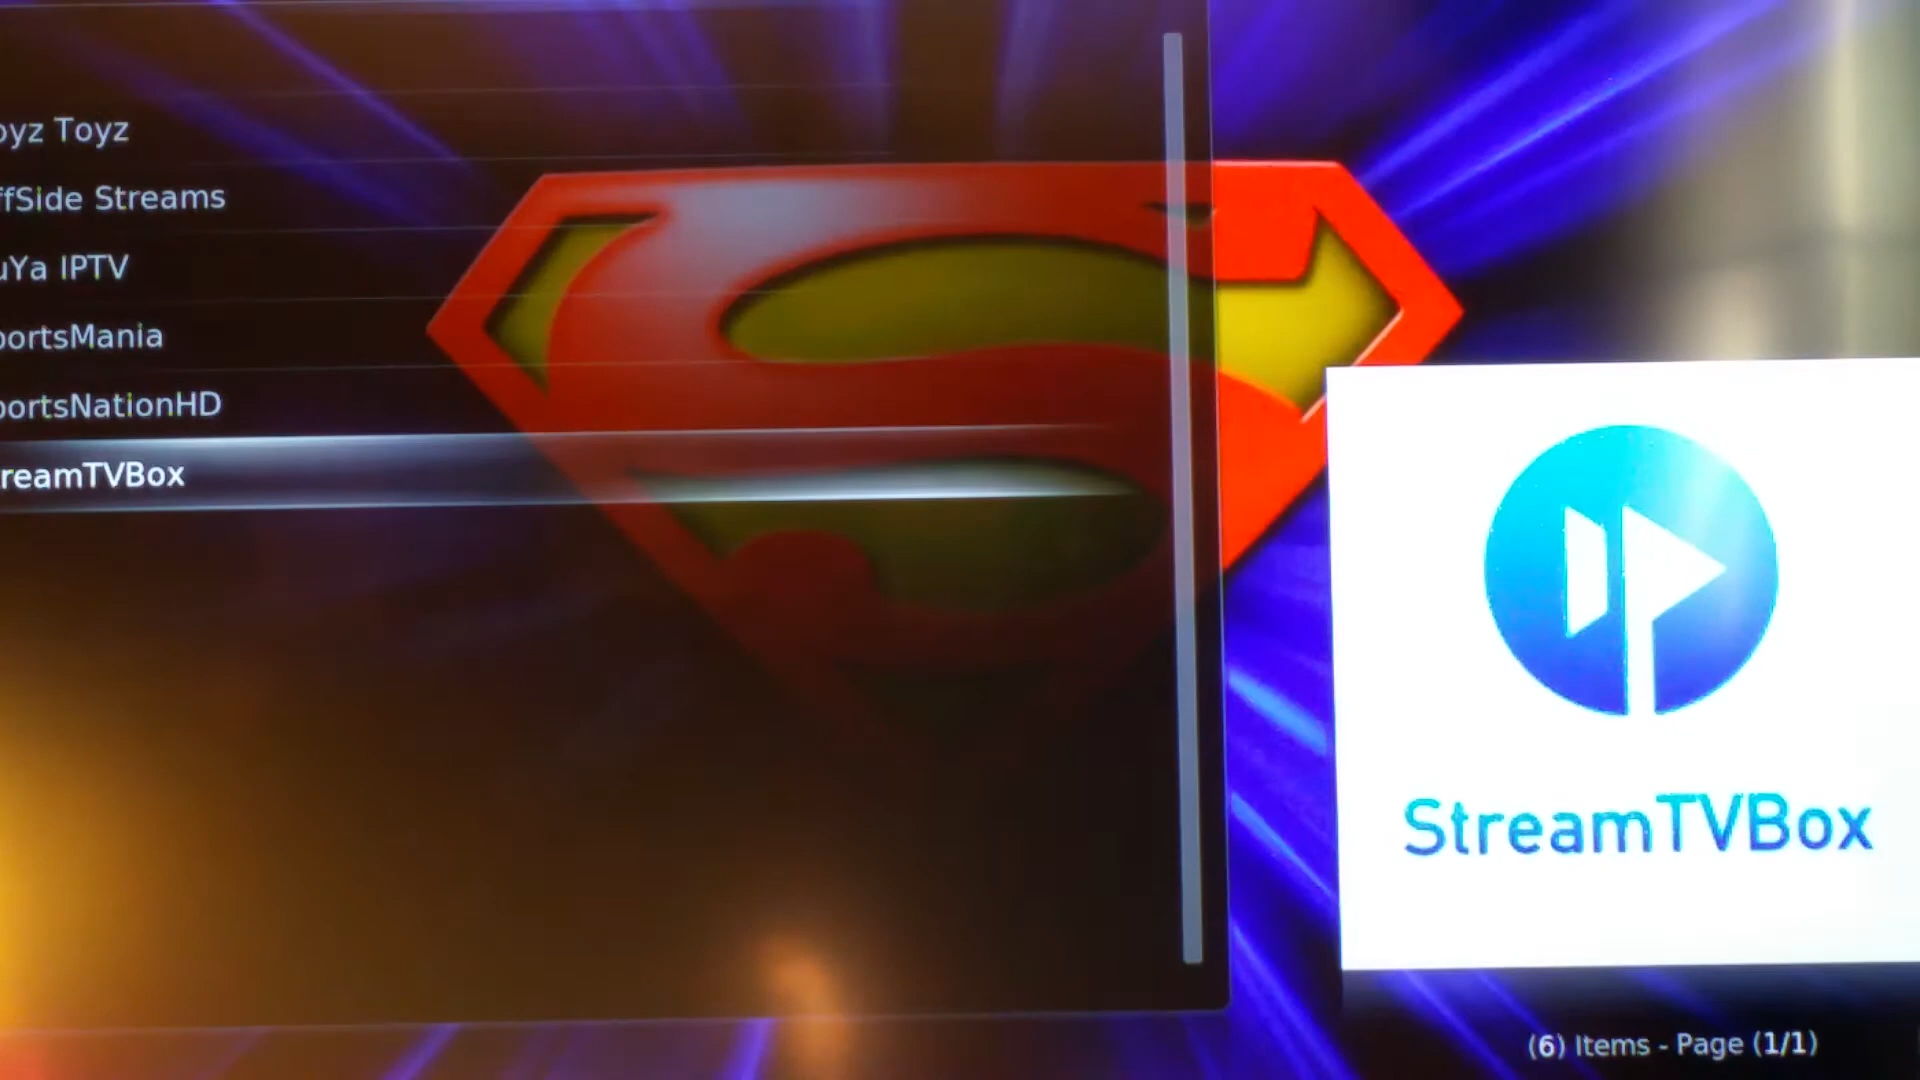 oyz Toyz
ffSide Streams
uYa IPTV
portsMania
portsNationHD
reamTVBox
StreamTVBox
(6) Items - Page (1/1)